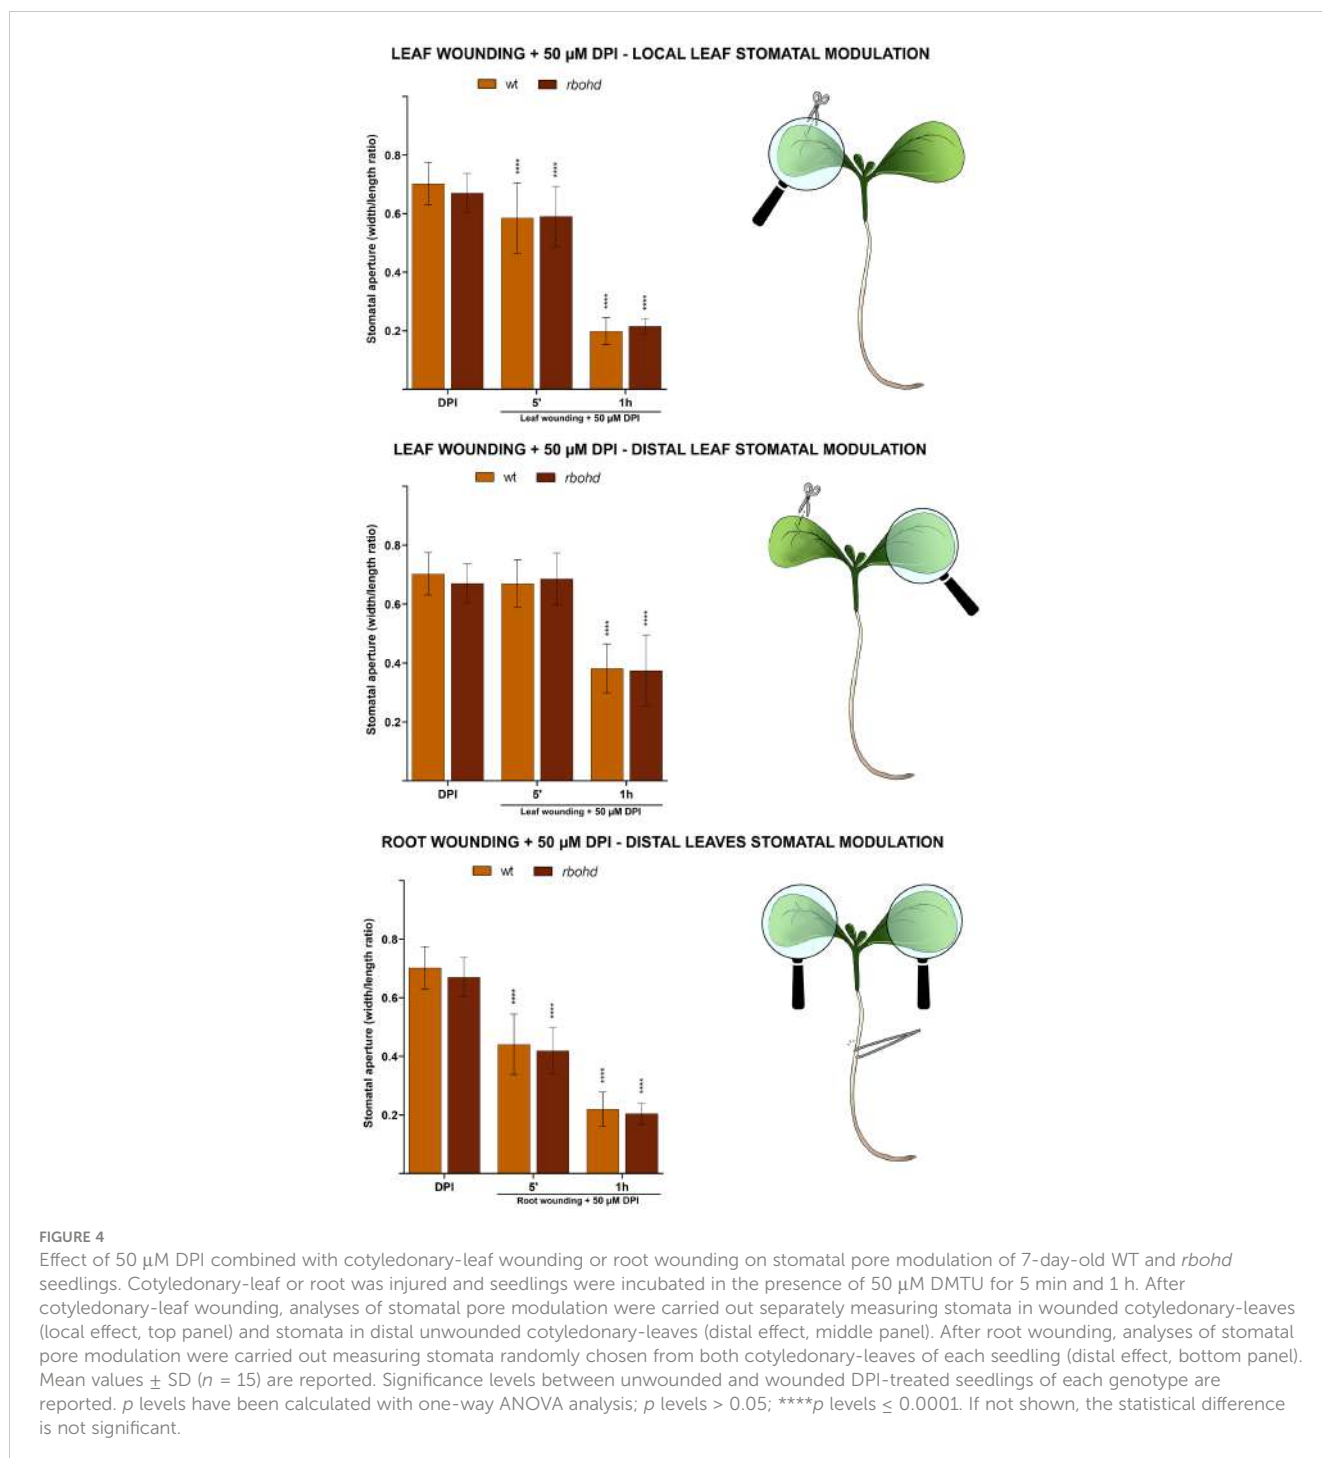 LEAF WOUNDING + 50 µM DPI - LOCAL LEAF STOMATAL MODULATION
wt rbohd
Stomatal aperture (width/length ratio)
0.8
0.6
0.4
0.2
**** **** **** ****
DPI 5' 1h
Leaf wounding + 50 µM DPI
LEAF WOUNDING + 50 µM DPI - DISTAL LEAF STOMATAL MODULATION
wt rbohd
Stomatal aperture (width/length ratio)
0.8
0.6
0.4
0.2
**** ****
DPI 5' 1h
Leaf wounding + 50 µM DPI
ROOT WOUNDING + 50 µM DPI - DISTAL LEAVES STOMATAL MODULATION
wt rbohd
Stomatal aperture (width/length ratio)
0.8
0.6
0.4
0.2
**** **** **** ****
DPI 5' 1h
Root wounding + 50 µM DPI
FIGURE 4
Effect of 50 µM DPI combined with cotyledonary-leaf wounding or root wounding on stomatal pore modulation of 7-day-old WT and rbohd
seedlings. Cotyledonary-leaf or root was injured and seedlings were incubated in the presence of 50 µM DMTU for 5 min and 1 h. After
cotyledonary-leaf wounding, analyses of stomatal pore modulation were carried out separately measuring stomata in wounded cotyledonary-leaves
(local effect, top panel) and stomata in distal unwounded cotyledonary-leaves (distal effect, middle panel). After root wounding, analyses of stomatal
pore modulation were carried out measuring stomata randomly chosen from both cotyledonary-leaves of each seedling (distal effect, bottom panel).
Mean values ± SD (n = 15) are reported. Significance levels between unwounded and wounded DPI-treated seedlings of each genotype are
reported. p levels have been calculated with one-way ANOVA analysis; p levels > 0.05; ****p levels ≤ 0.0001. If not shown, the statistical difference
is not significant.